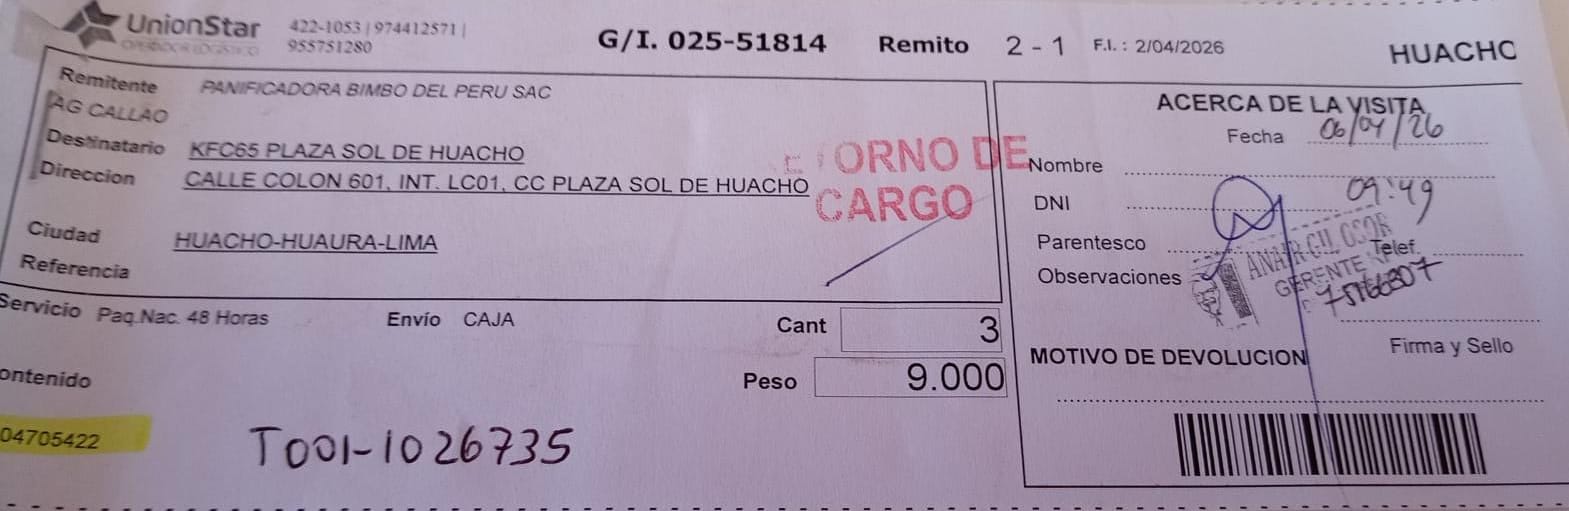 UnionStar
OPERADOR LOGISTICO
422-1053 | 974412571 |
955751280
G/I. 025-51814
Remito 2 - 1
F.I. : 2/04/2026
HUACHO
Remitente PANIFICADORA BIMBO DEL PERU SAC
AG CALLAO
Destinatario KFC65 PLAZA SOL DE HUACHO
Direccion CALLE COLON 601, INT. LC01, CC PLAZA SOL DE HUACHO
Ciudad HUACHO-HUAURA-LIMA
Referencia
ORNO DE
CARGO
Servicio Paq.Nac. 48 Horas
Envío CAJA
Cant 3
Peso 9.000
ontenido
04705422
T001-1026735
ACERCA DE LA VISITA
Fecha 06/04/26
Nombre
DNI 09:49
Parentesco
Telef.
Observaciones
GERENTE
75166807
Firma y Sello
MOTIVO DE DEVOLUCION